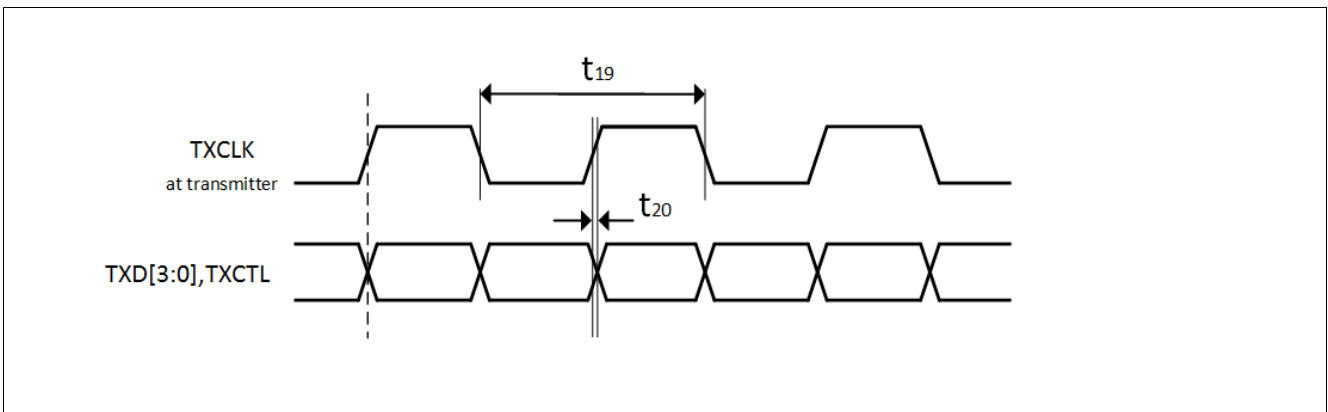 t19
TXCLK
at transmitter
t20
TXD[3:0],TXCTL